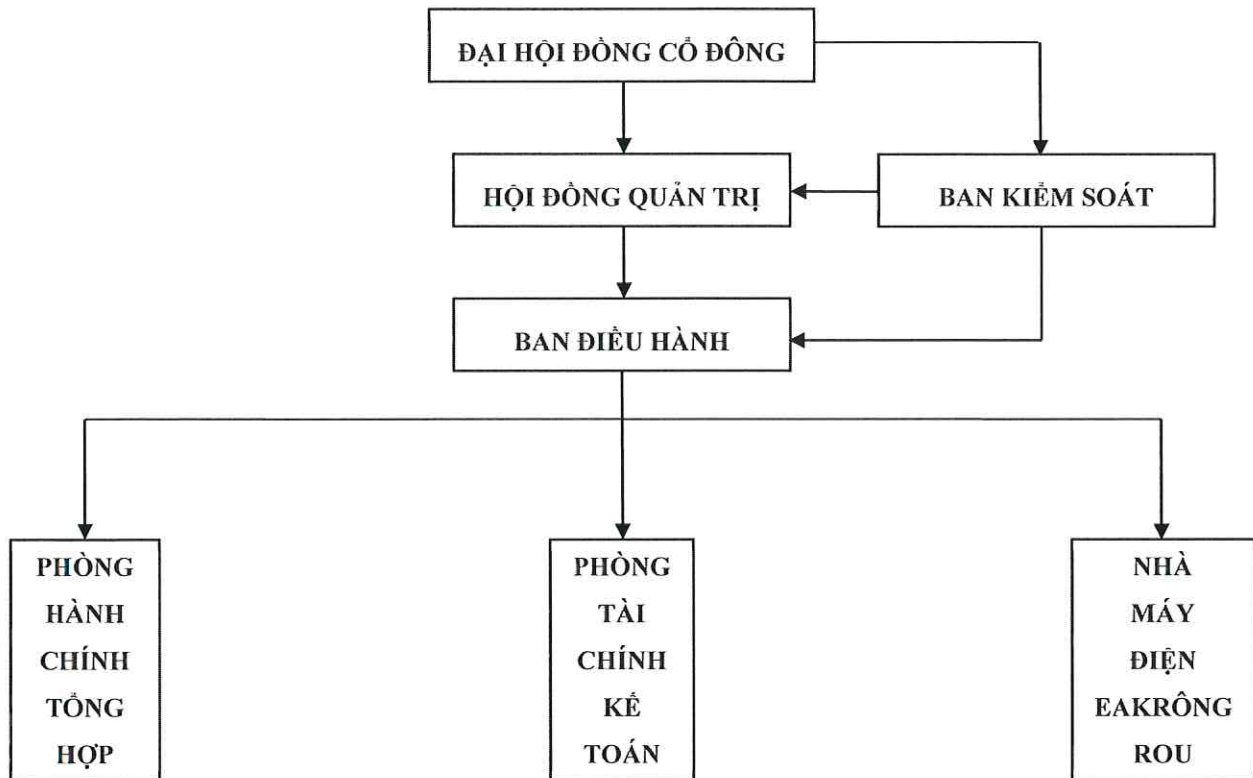 ĐẠI HỘI ĐỒNG CỔ ĐÔNG
HỘI ĐỒNG QUẢN TRỊ
BAN KIỂM SOÁT
BAN ĐIỀU HÀNH
PHÒNG
HÀNH
CHÍNH
TỔNG
HỢP
PHÒNG
TÀI
CHÍNH
KẾ
TOÁN
NHÀ
MÁY
ĐIỆN
EAKRÔNG
ROU